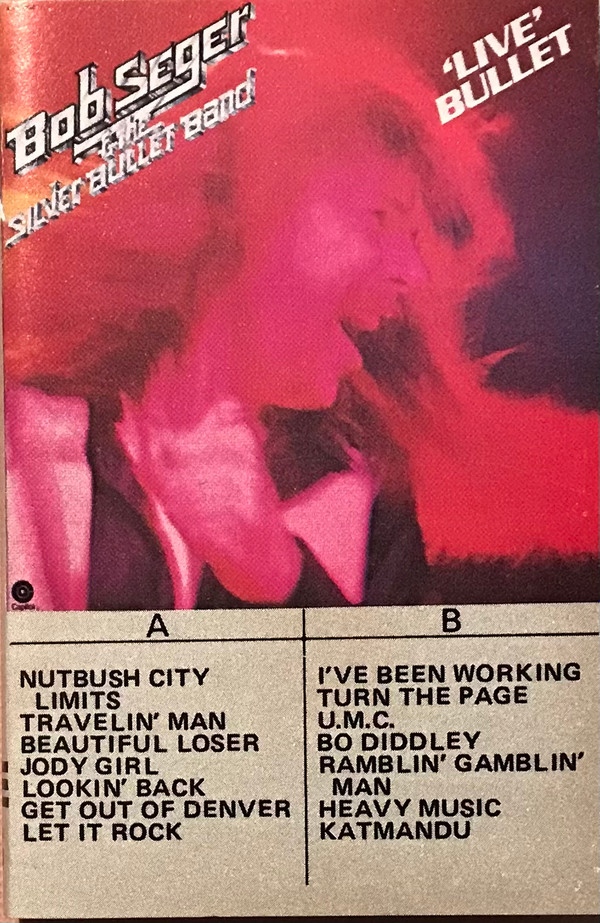 Bob Seger
& The
Silver Bullet Band
'LIVE'
BULLET
Capitol
A
NUTBUSH CITY
LIMITS
TRAVELIN' MAN
BEAUTIFUL LOSER
JODY GIRL
LOOKIN' BACK
GET OUT OF DENVER
LET IT ROCK
B
I'VE BEEN WORKING
TURN THE PAGE
U.M.C.
BO DIDDLEY
RAMBLIN' GAMBLIN'
MAN
HEAVY MUSIC
KATMANDU